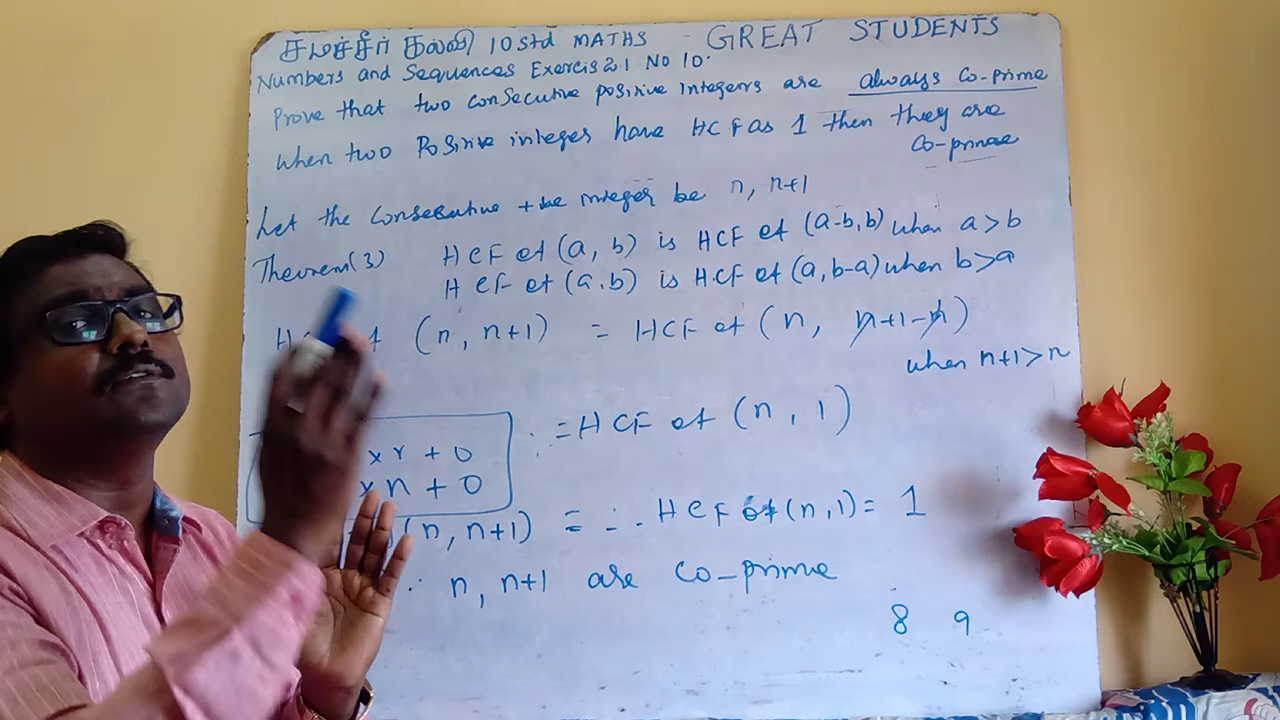 சமச்சீர் கல்வி 10 std MATHS - GREAT STUDENTS
Numbers and Sequences Exercis 2.1 No 10.
Prove that two consecutive positive Integers are always Co-prime
when two Positive integers have HCF as 1 then they are
Co-prime
Let the Consecutive +ve integer be n, n+1
Theorem(3) HCF of (a, b) is HCF of (a-b, b) when a>b
HCF of (a, b) is HCF of (a, b-a) when b>a
(n, n+1) = HCF of (n, n+1-n)
when n+1>n
= HCF of (n, 1)
x r + 0
x n + 0
(n, n+1) = ∴ HCF of (n, 1) = 1
n, n+1 are Co-prime
8 9